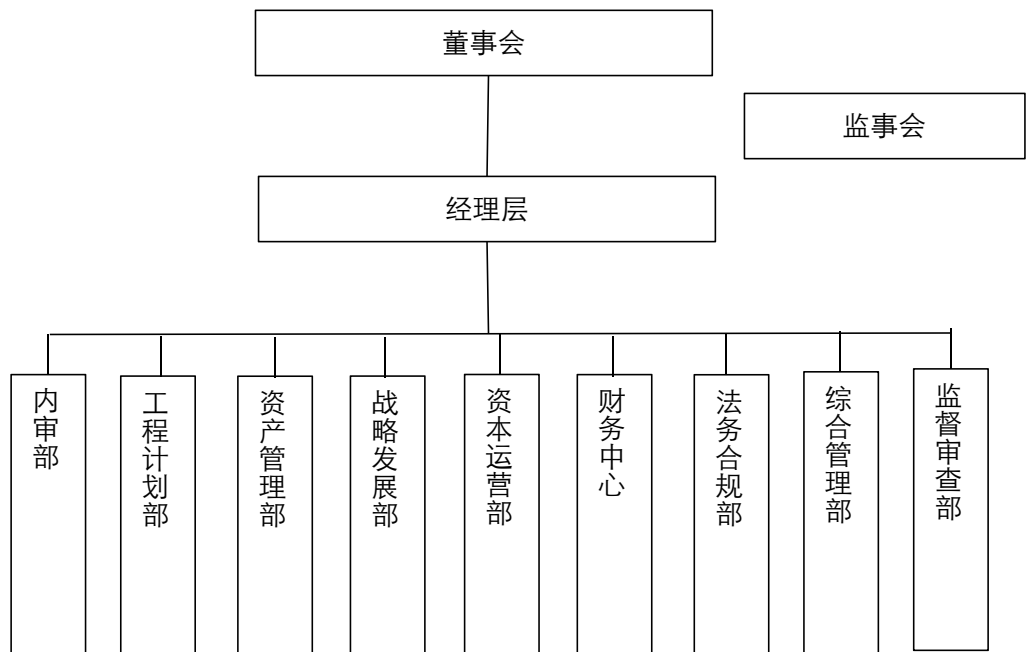 董事会
监事会
经理层
内审部
工程计划部
资产管理部
战略发展部
资本运营部
财务中心
法务合规部
综合管理部
监督审查部